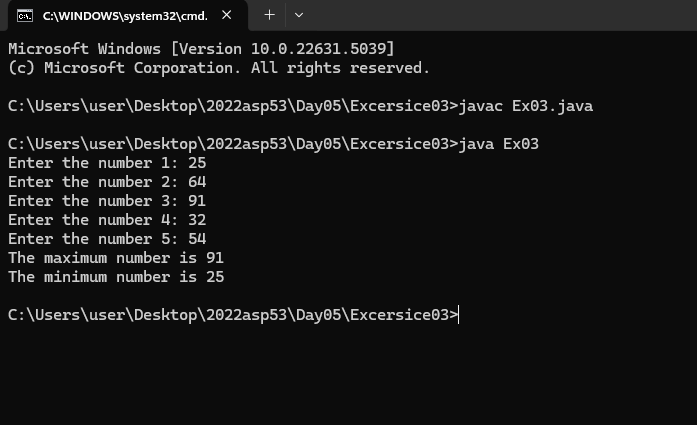 C:\WINDOWS\system32\cmd.
Microsoft Windows [Version 10.0.22631.5039]
(c) Microsoft Corporation. All rights reserved.
C:\Users\user\Desktop\2022asp53\Day05\Excersice03>javac Ex03.java
C:\Users\user\Desktop\2022asp53\Day05\Excersice03>java Ex03
Enter the number 1: 25
Enter the number 2: 64
Enter the number 3: 91
Enter the number 4: 32
Enter the number 5: 54
The maximum number is 91
The minimum number is 25
C:\Users\user\Desktop\2022asp53\Day05\Excersice03>